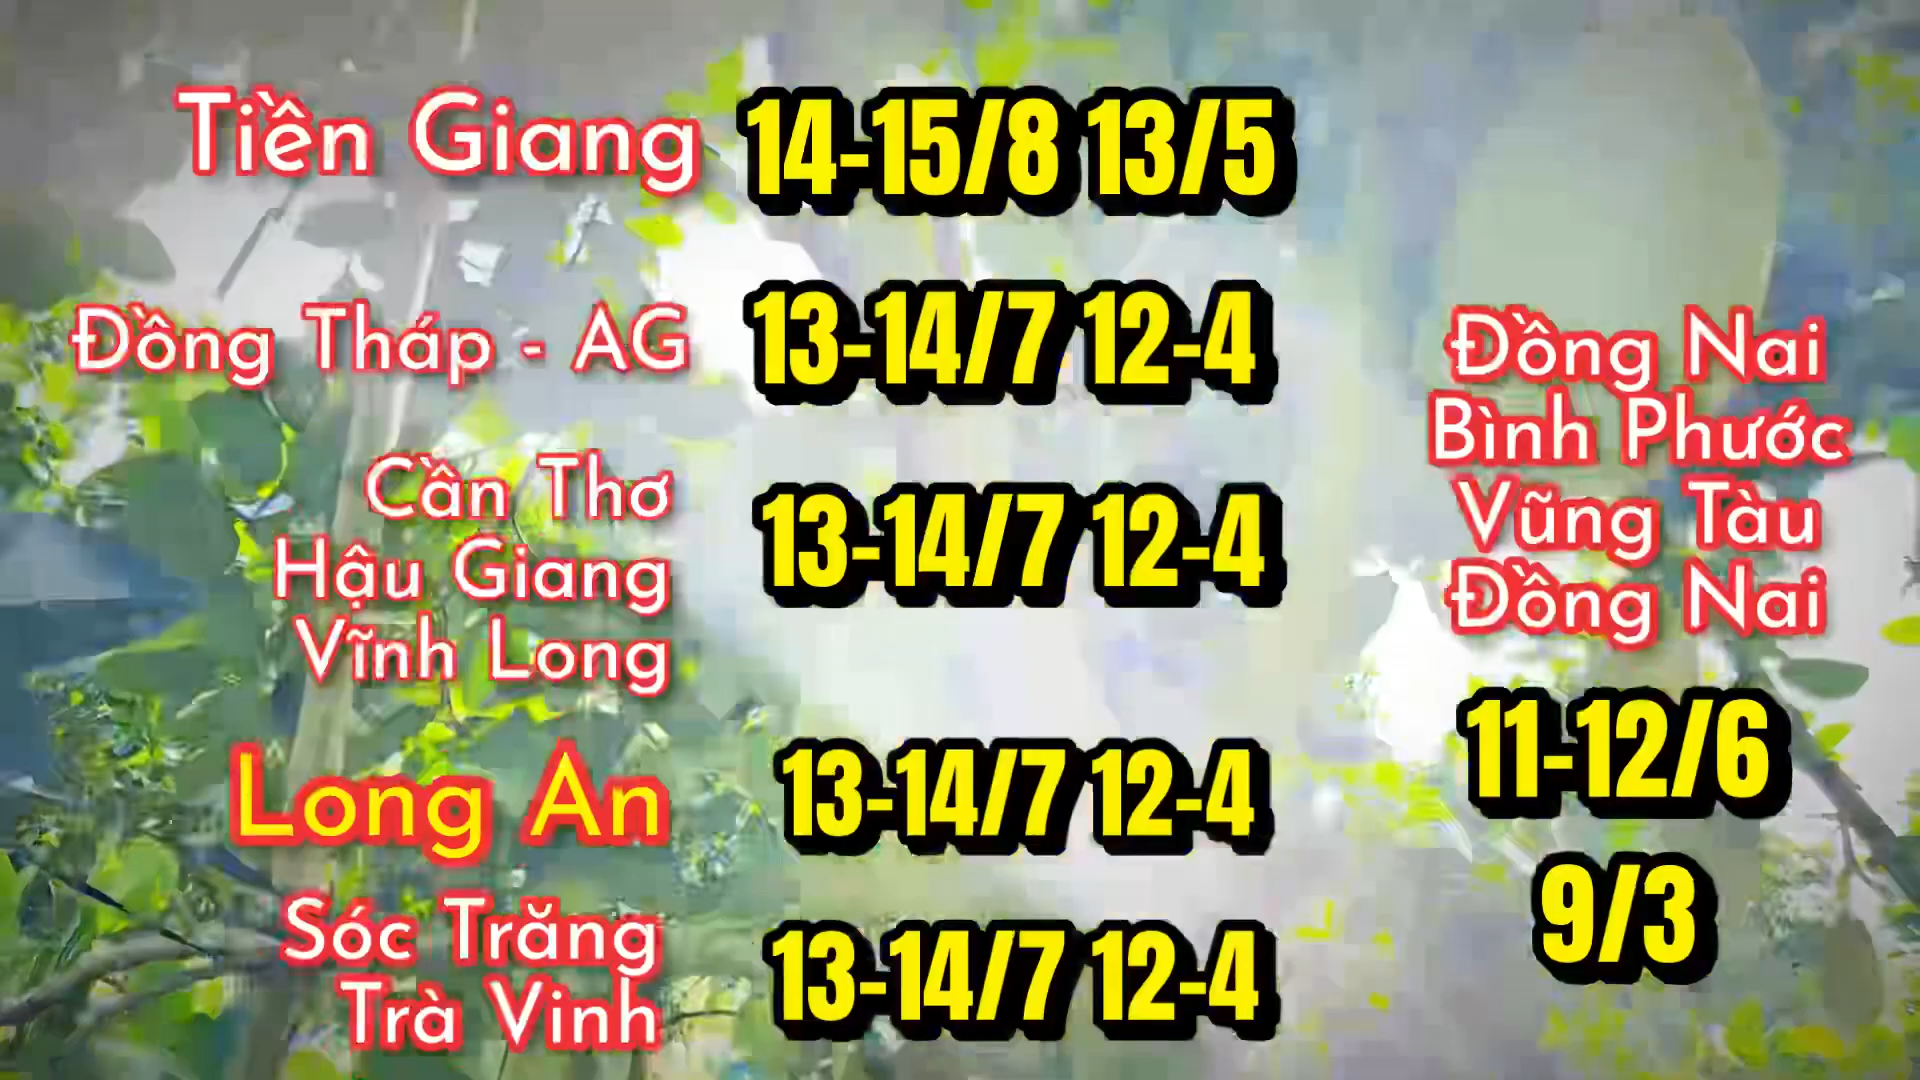 Tiền Giang 14-15/8 13/5
Đồng Tháp - AG 13-14/7 12-4
Cần Thơ
Hậu Giang
Vĩnh Long
13-14/7 12-4
Long An 13-14/7 12-4
Sóc Trăng
Trà Vinh
13-14/7 12-4
Đồng Nai
Bình Phước
Vũng Tàu
Đồng Nai
11-12/6
9/3